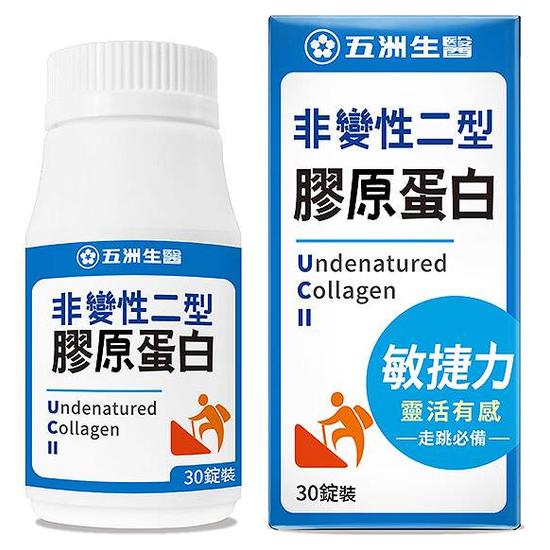 五洲生醫
非變性二型
膠原蛋白
Undenatured
Collagen
II
30錠裝
五洲生醫
非變性二型
膠原蛋白
Undenatured
Collagen
II
敏捷力
靈活有感
走跳必備
30錠裝